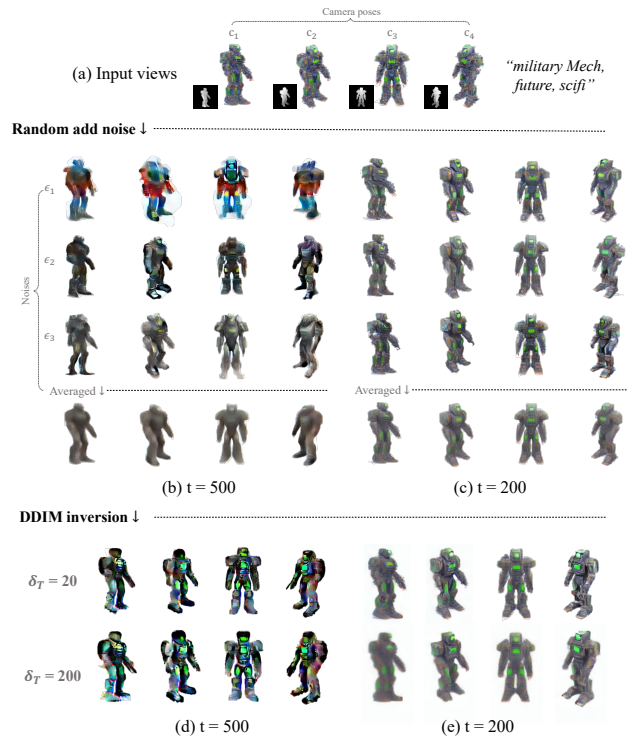 Camera poses
c1 c2 c3 c4
(a) Input views
“military Mech,
future, scifi”
Random add noise ↓
Noises
ϵ1
ϵ2
ϵ3
Averaged ↓ Averaged ↓
(b) t = 500 (c) t = 200
DDIM inversion ↓
δT = 20
δT = 200
(d) t = 500 (e) t = 200